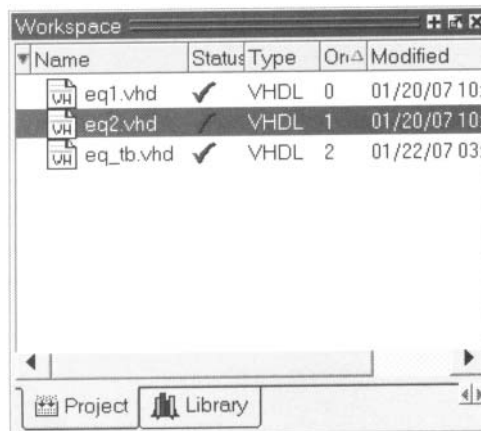 Workspace
Name Status Type Or Modified
eq1.vhd VHDL 0 01/20/07 10:
eq2.vhd VHDL 1 01/20/07 10:
eq_tb.vhd VHDL 2 01/22/07 03:
Project Library